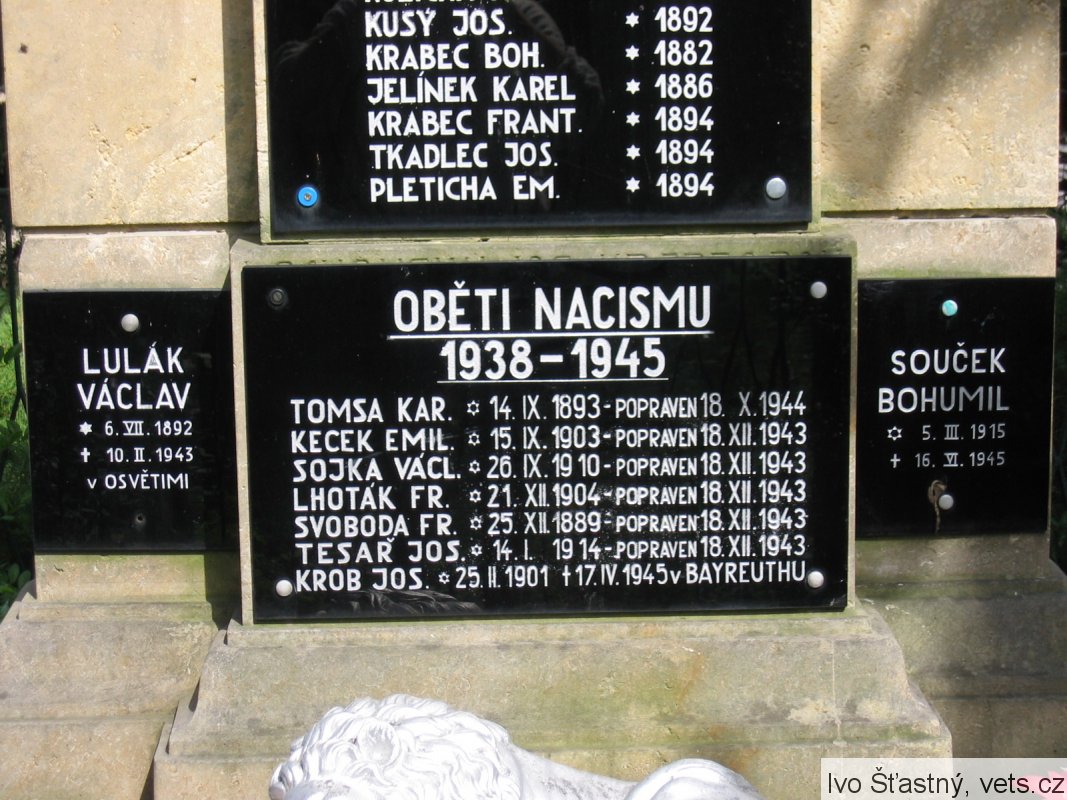 KUSÝ JOS. * 1892
KRABEC BOH. * 1882
JELÍNEK KAREL * 1886
KRABEC FRANT. * 1894
TKADLEC JOS. * 1894
PLETICHA EM. * 1894
LULÁK
VÁCLAV
* 6. VII. 1892
† 10. II. 1943
v OSVĚTIMI
OBĚTI NACISMU
1938-1945
TOMSA KAR. ✡ 14. IX. 1893 - POPRAVEN 18. X. 1944
KECEK EMIL. ✡ 15. IX. 1903 - POPRAVEN 18. XII. 1943
SOJKA VÁCL. ✡ 26. IX. 1910 - POPRAVEN 18. XII. 1943
LHOTÁK FR. ✡ 21. XII. 1904 - POPRAVEN 18. XII. 1943
SVOBODA FR. ✡ 25. XII. 1889 - POPRAVEN 18. XII. 1943
TESAŘ JOS. ✡ 14. I. 1914 - POPRAVEN 18. XII. 1943
KROB JOS. ✡ 25. II. 1901 † 17. IV. 1945 v BAYREUTHU
SOUČEK
BOHUMIL
✡ 5. III. 1915
† 16. VI. 1945
Ivo Šťastný, vets.cz